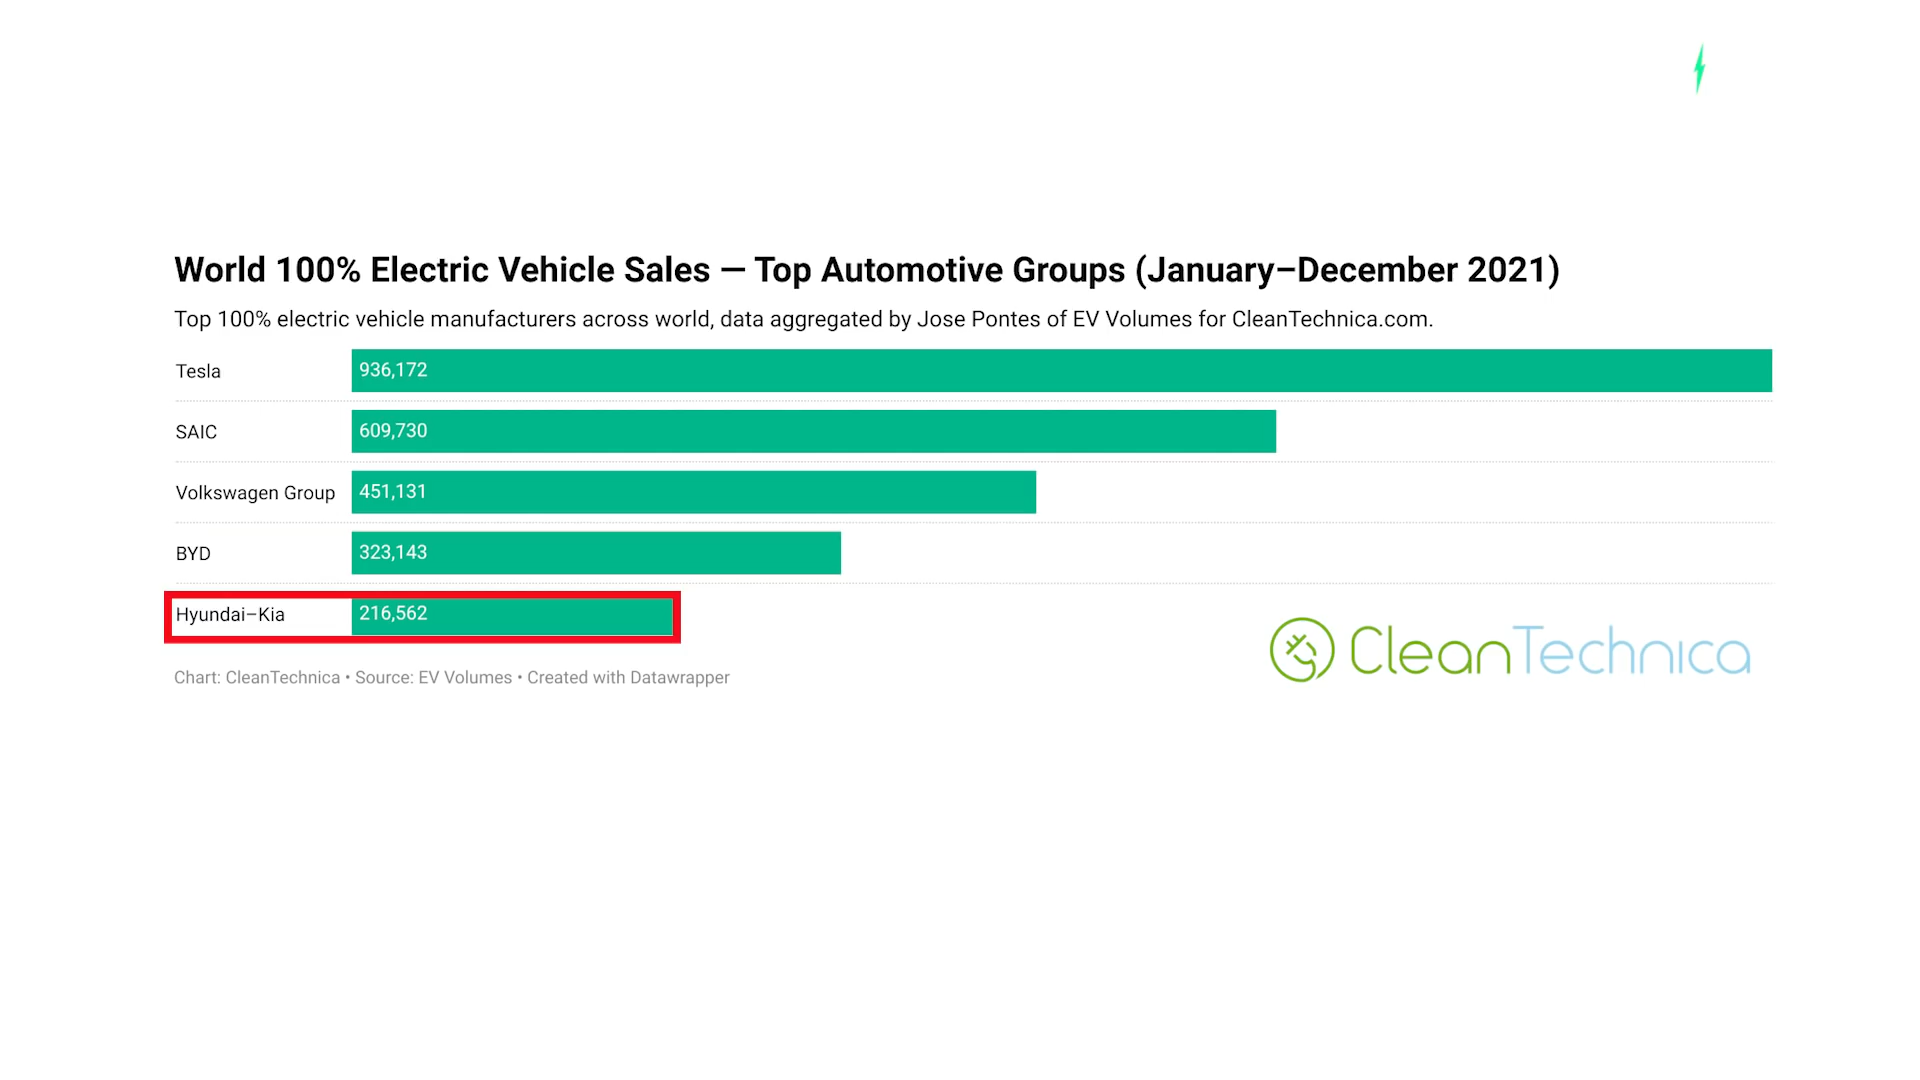 World 100% Electric Vehicle Sales — Top Automotive Groups (January–December 2021)
Top 100% electric vehicle manufacturers across world, data aggregated by Jose Pontes of EV Volumes for CleanTechnica.com.
Tesla 936,172
SAIC 609,730
Volkswagen Group 451,131
BYD 323,143
Hyundai–Kia 216,562
CleanTechnica
Chart: CleanTechnica • Source: EV Volumes • Created with Datawrapper